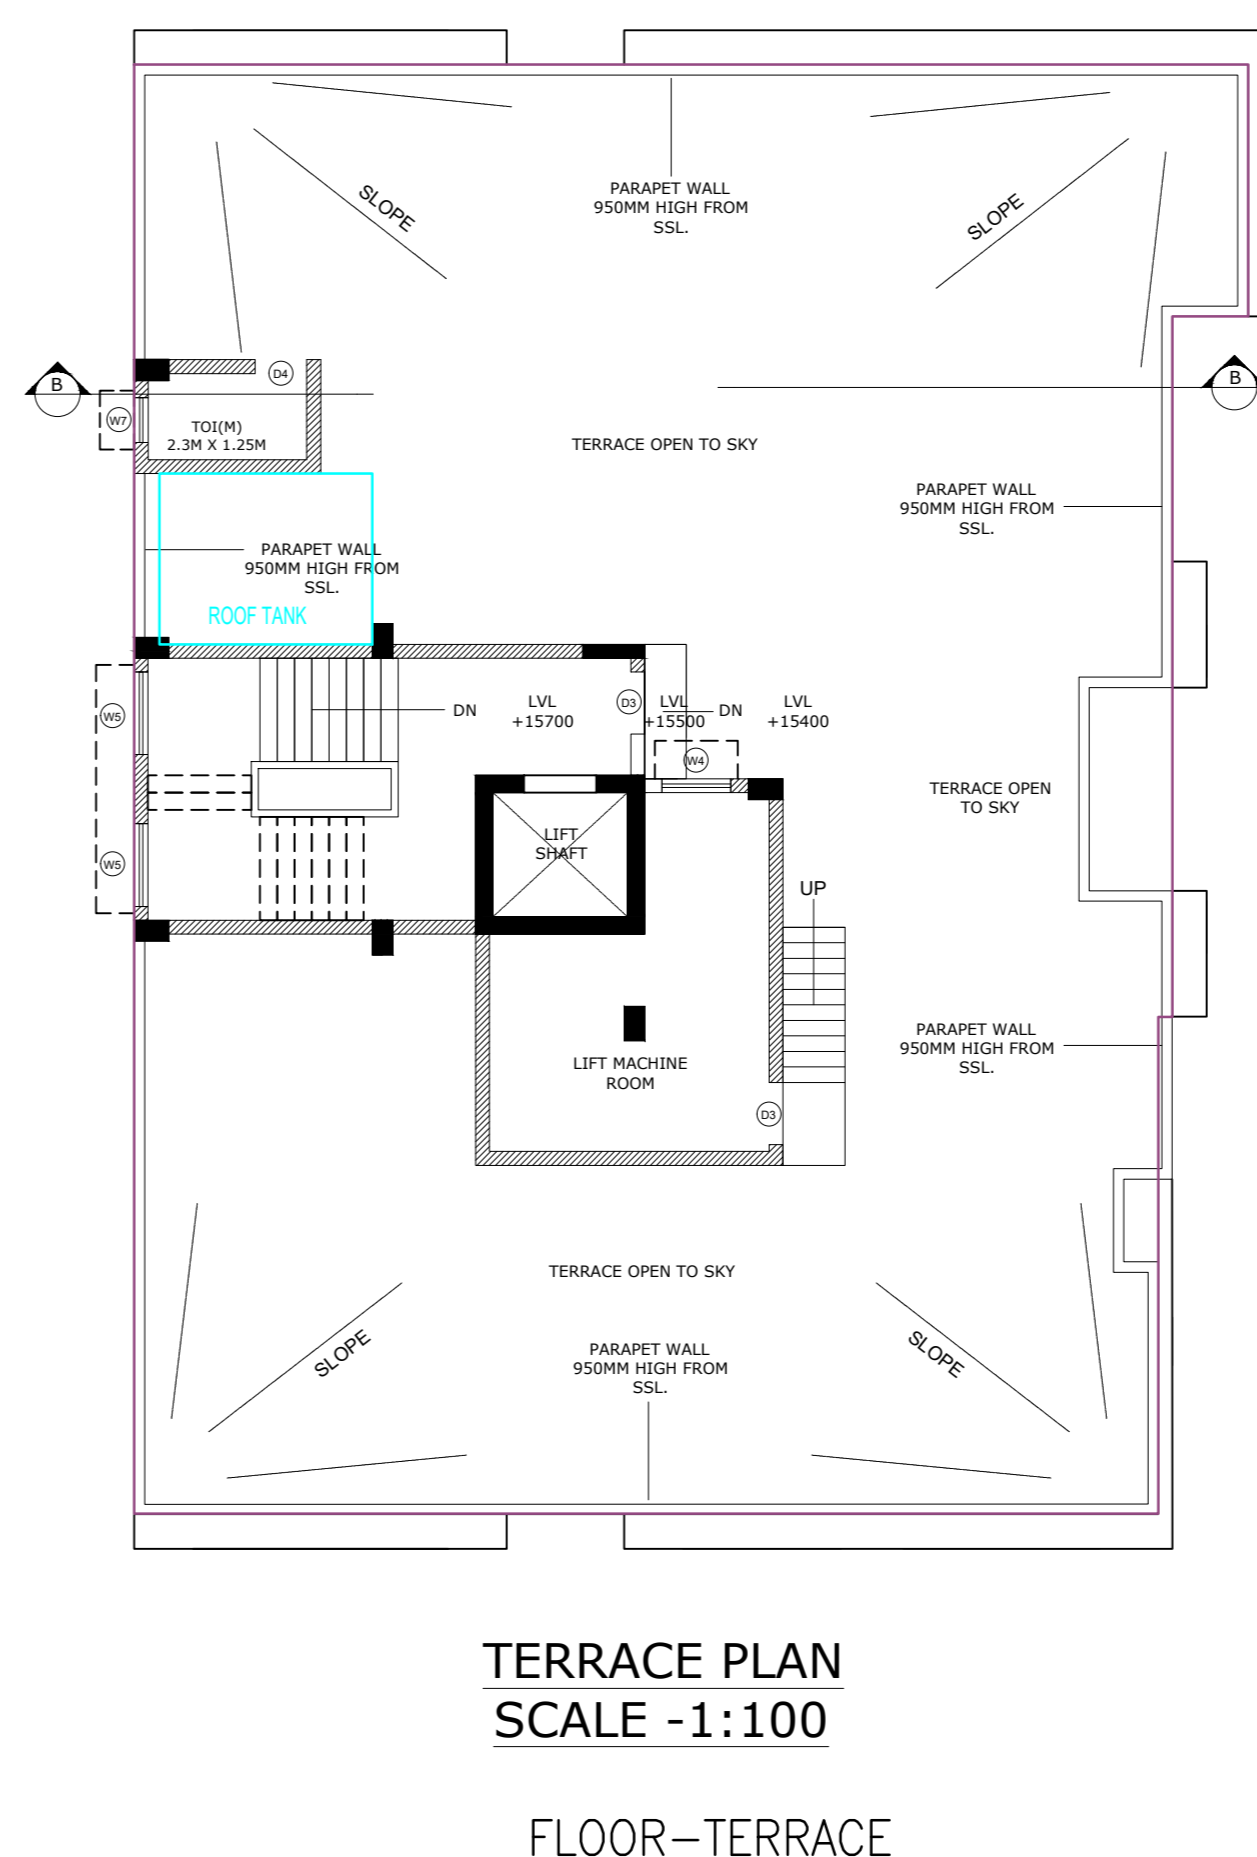 PARAPET WALL
950MM HIGH FROM
SSL.
SLOPE
SLOPE
D4
B
B
W7
TOI(M)
2.3M X 1.25M
TERRACE OPEN TO SKY
PARAPET WALL
950MM HIGH FROM
SSL.
PARAPET WALL
950MM HIGH FROM
SSL.
ROOF TANK
W5
DN
LVL
+15700
D3
LVL
+15500
DN
LVL
+15400
W4
TERRACE OPEN
TO SKY
LIFT
SHAFT
W5
UP
PARAPET WALL
950MM HIGH FROM
SSL.
LIFT MACHINE
ROOM
D3
TERRACE OPEN TO SKY
SLOPE
PARAPET WALL
950MM HIGH FROM
SSL.
SLOPE
TERRACE PLAN
SCALE -1:100
FLOOR-TERRACE